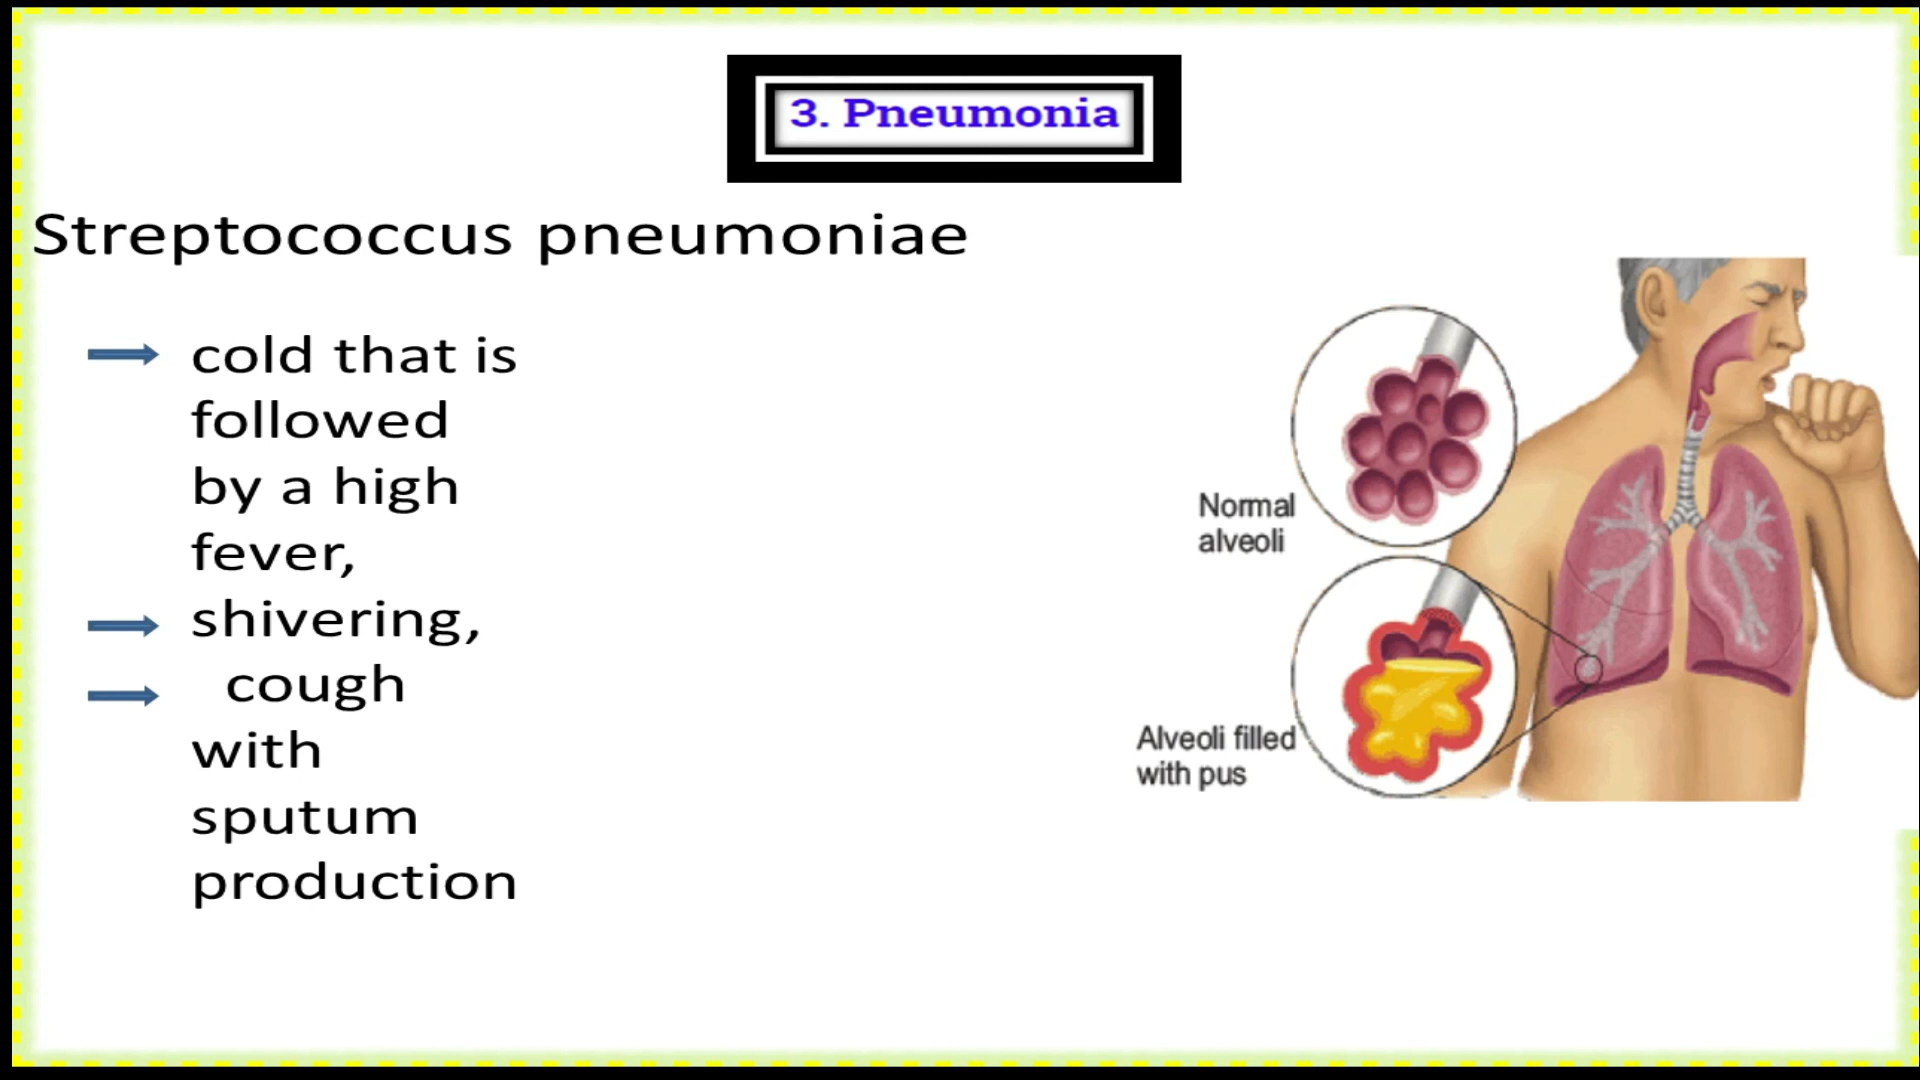 3. Pneumonia
Streptococcus pneumoniae
cold that is
followed
by a high
fever,
shivering,
cough
with
sputum
production
Normal
alveoli
Alveoli filled
with pus